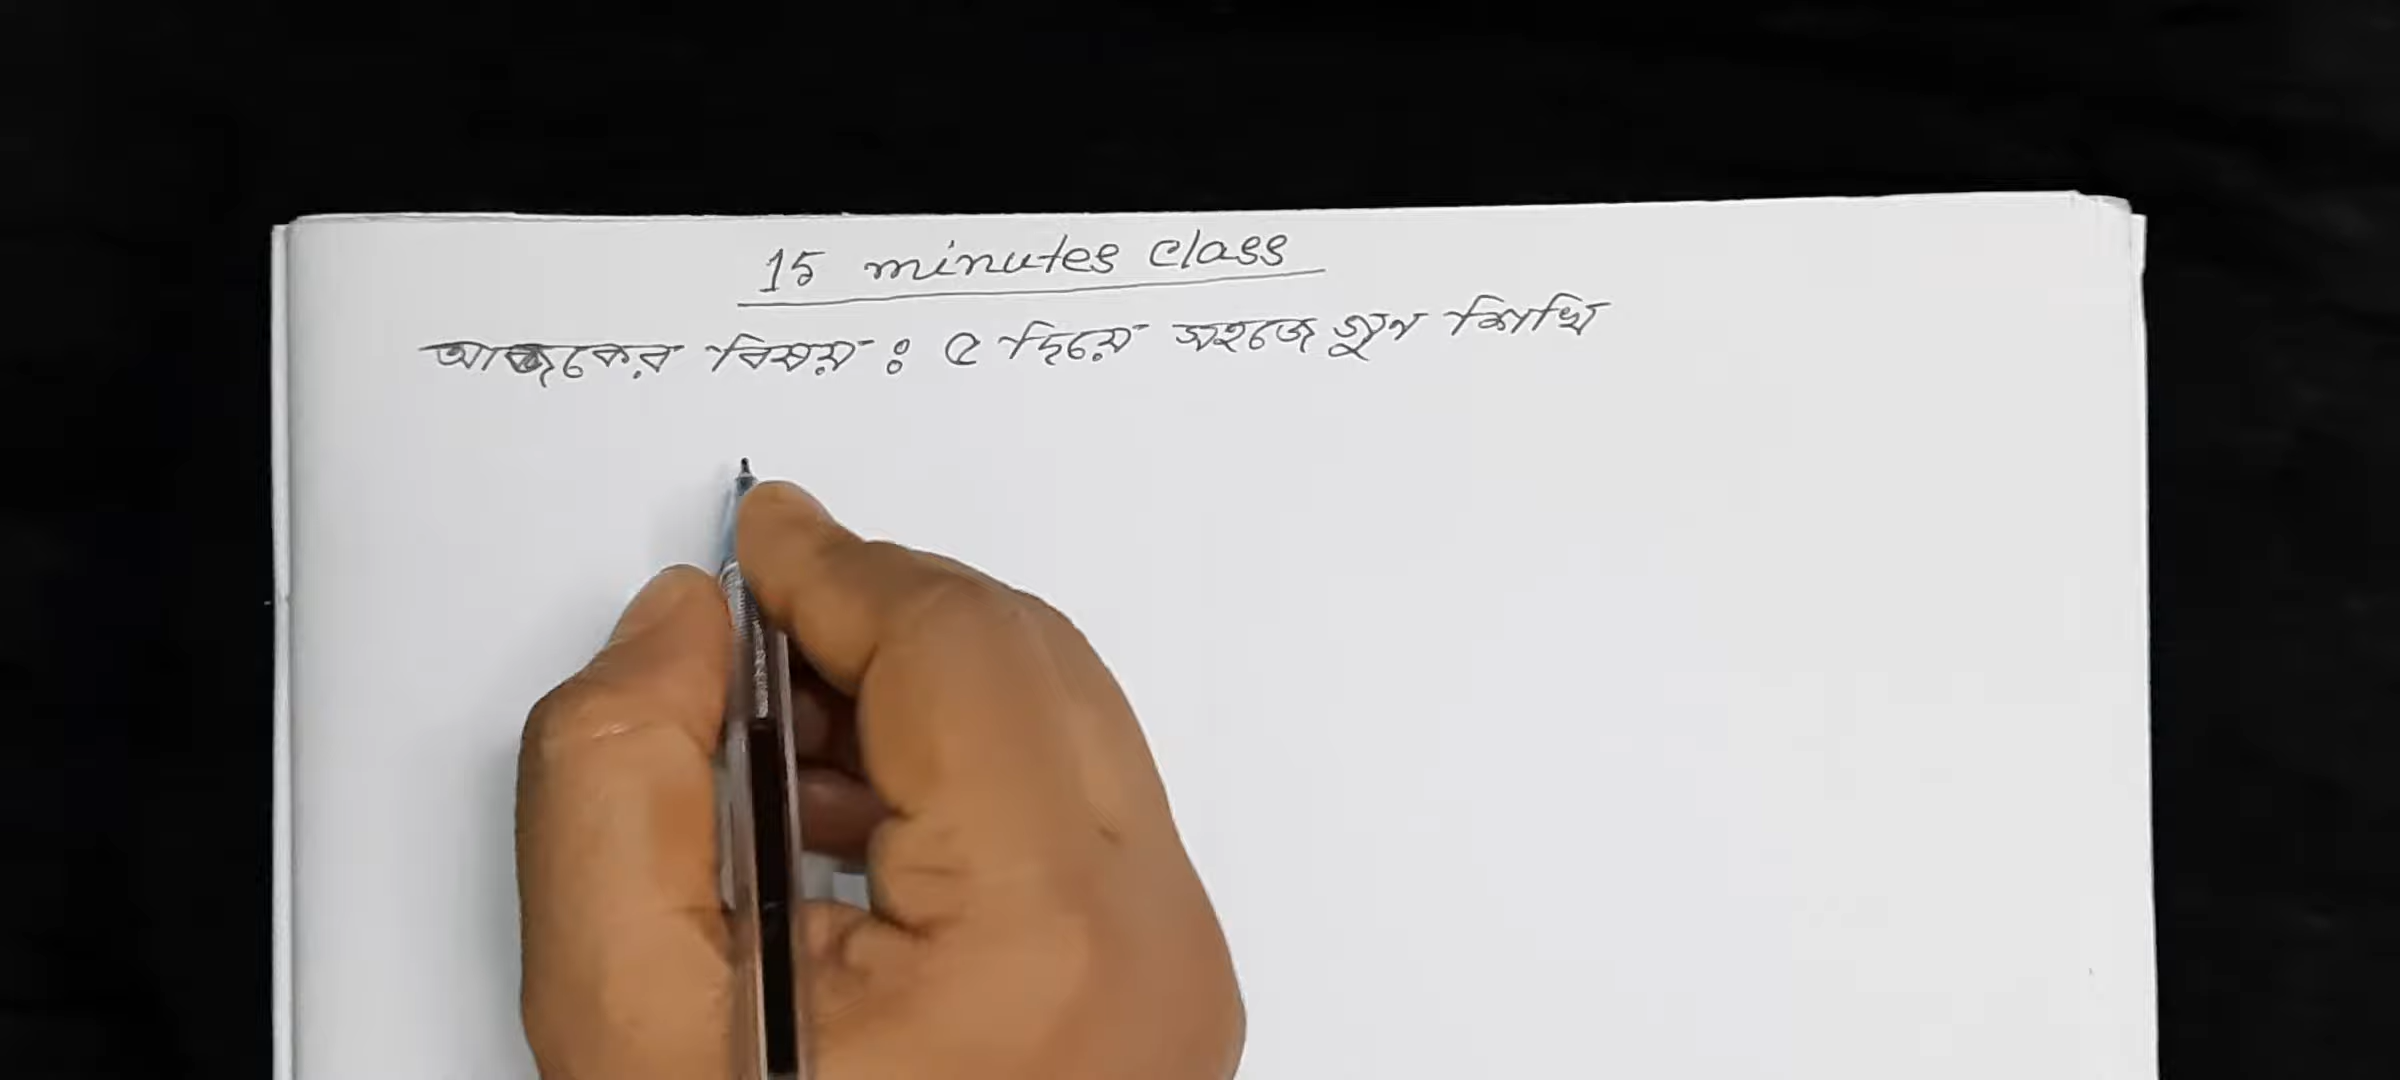 15 minutes class
আজকের বিষয় : ৫ দিয়ে সহজে গুন শিখি